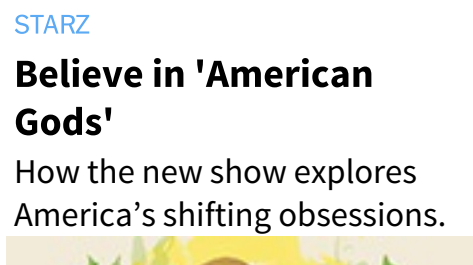 STARZ
Believe in 'American
Gods'
How the new show explores
America’s shifting obsessions.